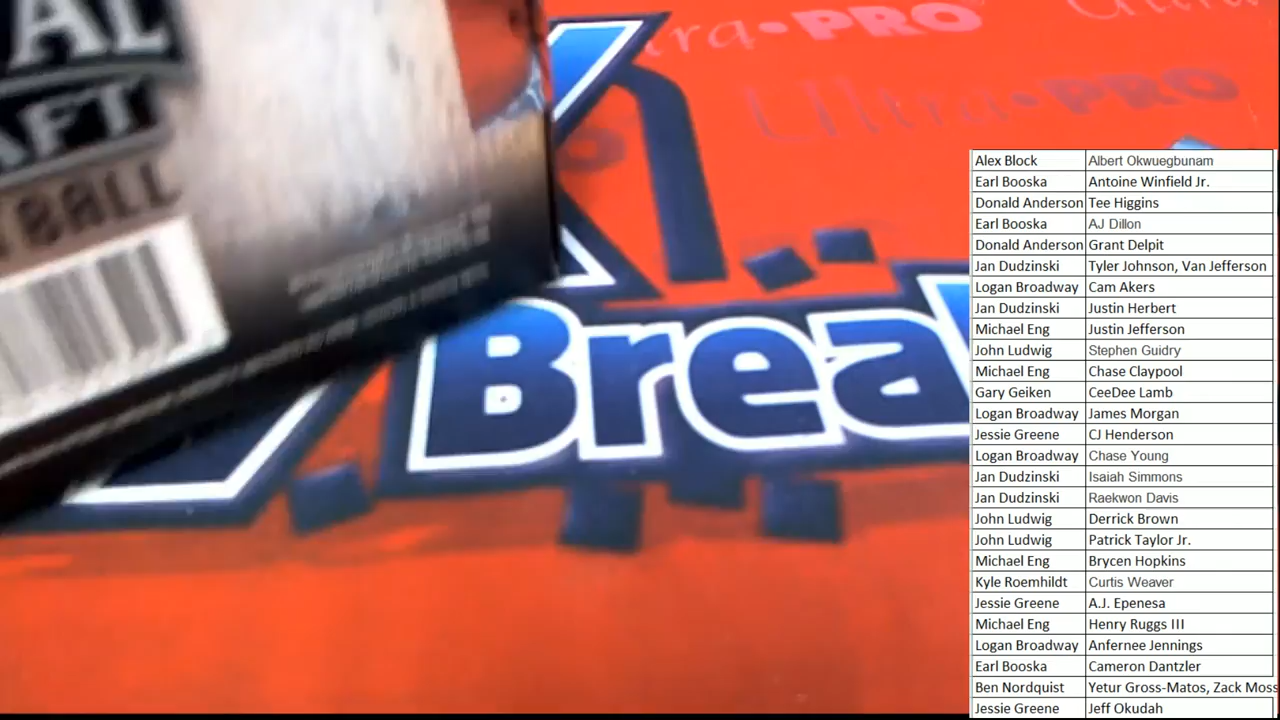 AL
AFT
BALL
Ultra•PRO
Ultra•PRO
Break
Alex Block Albert Okwuegbunam
Earl Booska Antoine Winfield Jr.
Donald Anderson Tee Higgins
Earl Booska AJ Dillon
Donald Anderson Grant Delpit
Jan Dudzinski Tyler Johnson, Van Jefferson
Logan Broadway Cam Akers
Jan Dudzinski Justin Herbert
Michael Eng Justin Jefferson
John Ludwig Stephen Guidry
Michael Eng Chase Claypool
Gary Geiken CeeDee Lamb
Logan Broadway James Morgan
Jessie Greene CJ Henderson
Logan Broadway Chase Young
Jan Dudzinski Isaiah Simmons
Jan Dudzinski Raekwon Davis
John Ludwig Derrick Brown
John Ludwig Patrick Taylor Jr.
Michael Eng Brycen Hopkins
Kyle Roemhildt Curtis Weaver
Jessie Greene A.J. Epenesa
Michael Eng Henry Ruggs III
Logan Broadway Anfernee Jennings
Earl Booska Cameron Dantzler
Ben Nordquist Yetur Gross-Matos, Zack Moss
Jessie Greene Jeff Okudah